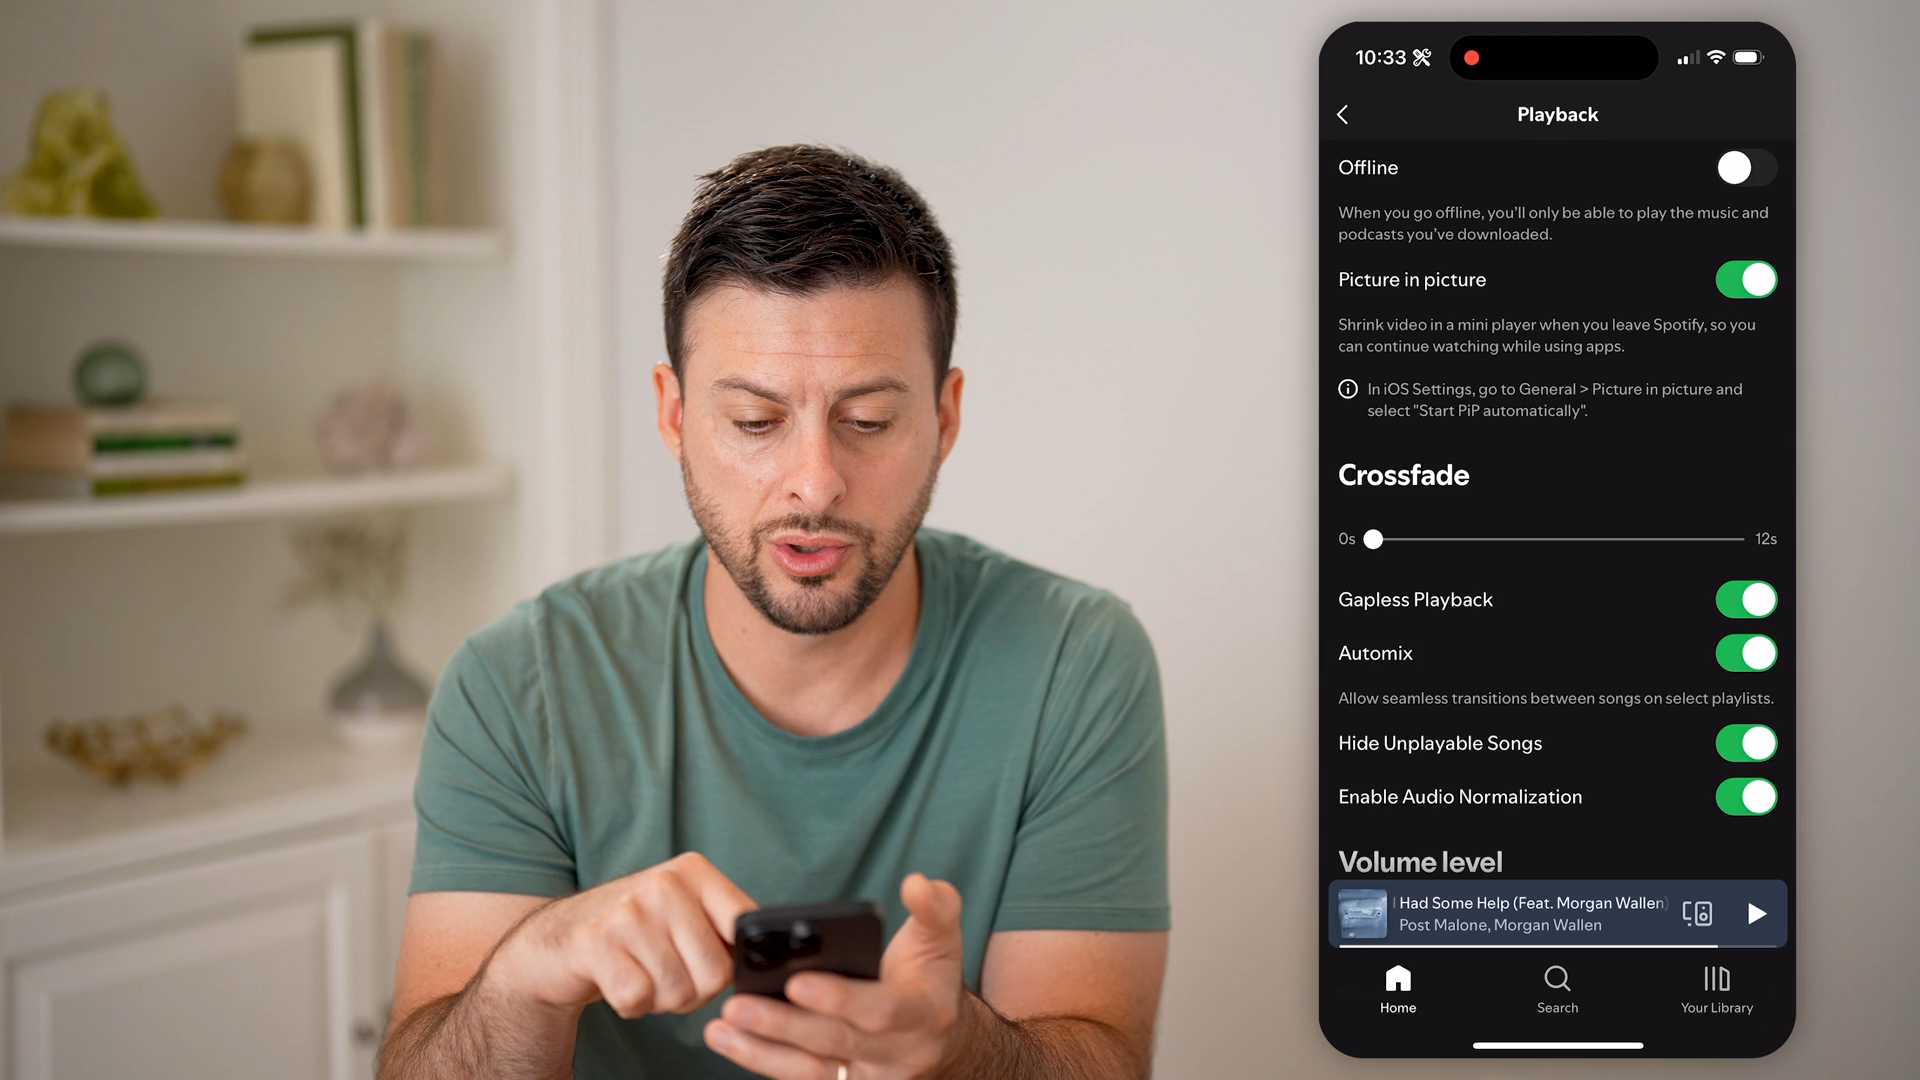 10:33
Playback
Offline
When you go offline, you'll only be able to play the music and
podcasts you've downloaded.
Picture in picture
Shrink video in a mini player when you leave Spotify, so you
can continue watching while using apps.
In iOS Settings, go to General > Picture in picture and
select "Start PiP automatically".
Crossfade
0s 12s
Gapless Playback
Automix
Allow seamless transitions between songs on select playlists.
Hide Unplayable Songs
Enable Audio Normalization
Volume level
I Had Some Help (Feat. Morgan Wallen)
Post Malone, Morgan Wallen
Home Search Your Library